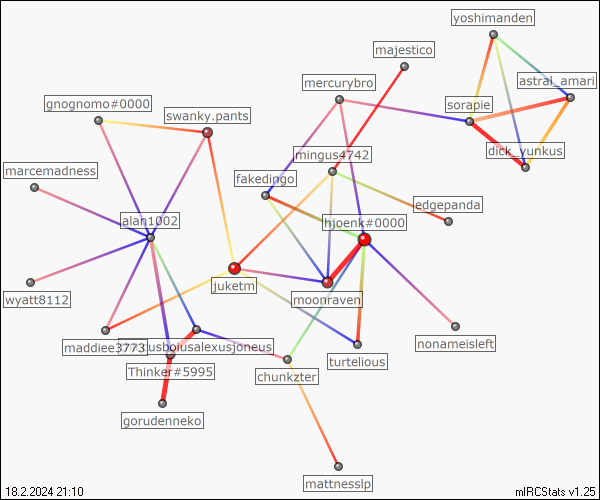 yoshimanden
majestico
astral_amari
mercurybro
gnognomo#0000
sorapie
swanky.pants
dick_yunkus
mingus4742
marcemadness
fakedingo
edgepanda
alan1002
hjoenk#0000
juketm
wyatt8112
moonraven
nonameisleft
maddiee3773
usbolusalexusjoneus
turtelious
Thinker#5995
chunkzter
gorudenneko
mattnesslp
18.2.2024 21:10
mIRCStats v1.25